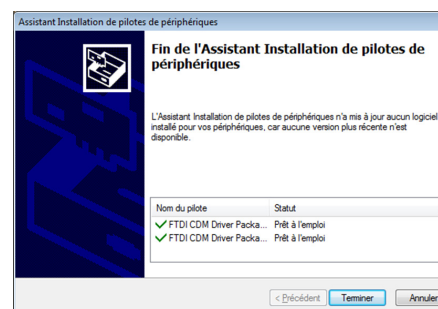 Assistant Installation de pilotes de périphériques
Fin de l'Assistant Installation de pilotes de
périphériques
L'Assistant Installation de pilotes de périphériques n'a mis à jour aucun logiciel
installé pour vos périphériques, car aucune version plus récente n'est
disponible.
Nom du pilote Statut
FTDI CDM Driver Packa... Prêt à l'emploi
FTDI CDM Driver Packa... Prêt à l'emploi
< Précédent Terminer Annuler